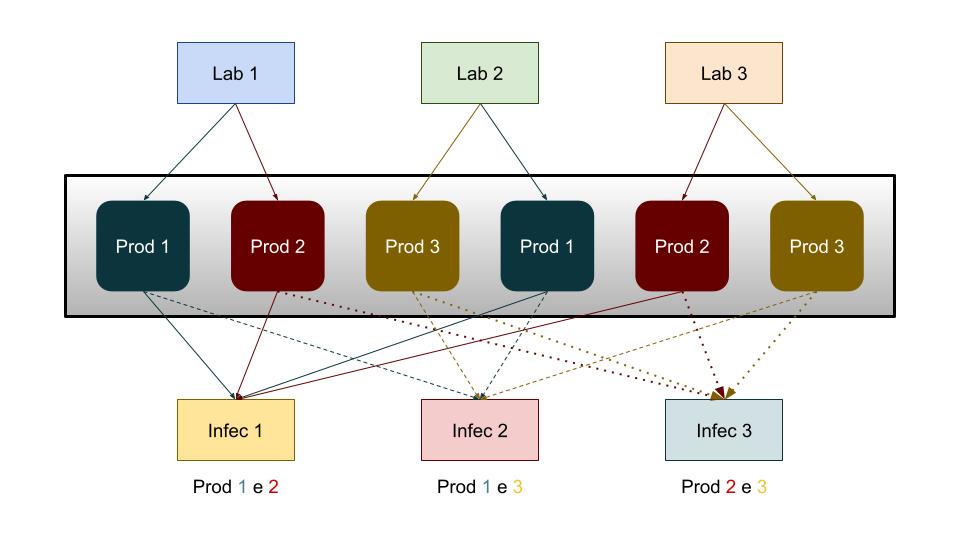 Lab 1
Lab 2
Lab 3
Prod 1
Prod 2
Prod 3
Prod 1
Prod 2
Prod 3
Infec 1
Infec 2
Infec 3
Prod 1 e 2
Prod 1 e 3
Prod 2 e 3